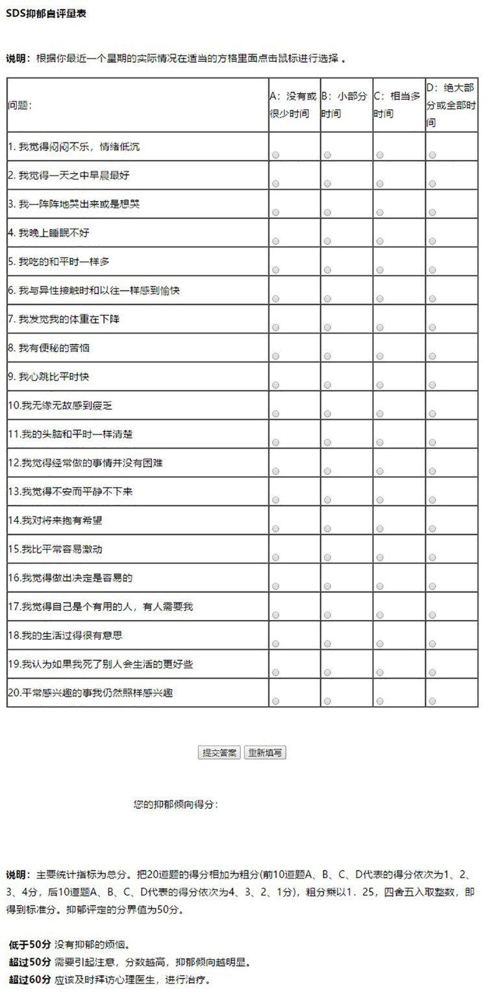 SDS抑郁自评量表
说明：根据你最近一个星期的实际情况在适当的方格里面点击鼠标进行选择 。
问题：
A：没有或
很少时间
B：小部分
时间
C：相当多
时间
D：绝大部
分或全部时
间
1. 我觉得闷闷不乐，情绪低沉
2. 我觉得一天之中早晨最好
3. 我一阵阵地哭出来或是想哭
4. 我晚上睡眠不好
5. 我吃的和平时一样多
6. 我与异性接触时和以往一样感到愉快
7. 我发觉我的体重在下降
8. 我有便秘的苦恼
9. 我心跳比平时快
10.我无缘无故感到疲乏
11.我的头脑和平时一样清楚
12.我觉得经常做的事情并没有困难
13.我觉得不安而平静不下来
14.我对将来抱有希望
15.我比平常容易激动
16.我觉得做出决定是容易的
17.我觉得自己是个有用的人，有人需要我
18.我的生活过得很有意思
19.我认为如果我死了别人会生活的更好些
20.平常感兴趣的事我仍然照样感兴趣
提交答案 重新填写
您的抑郁倾向得分：
说明：主要统计指标为总分。把20道题的得分相加为粗分(前10道题A、B、C、D代表的得分依次为1、2、
3、4分，后10道题A、B、C、D代表的得分依次为4、3、2、1分)，粗分乘以1．25，四舍五入取整数，即
得到标准分。抑郁评定的分界值为50分。
低于50分 没有抑郁的烦恼。
超过50分 需要引起注意，分数越高，抑郁倾向越明显。
超过60分 应该及时拜访心理医生，进行治疗。